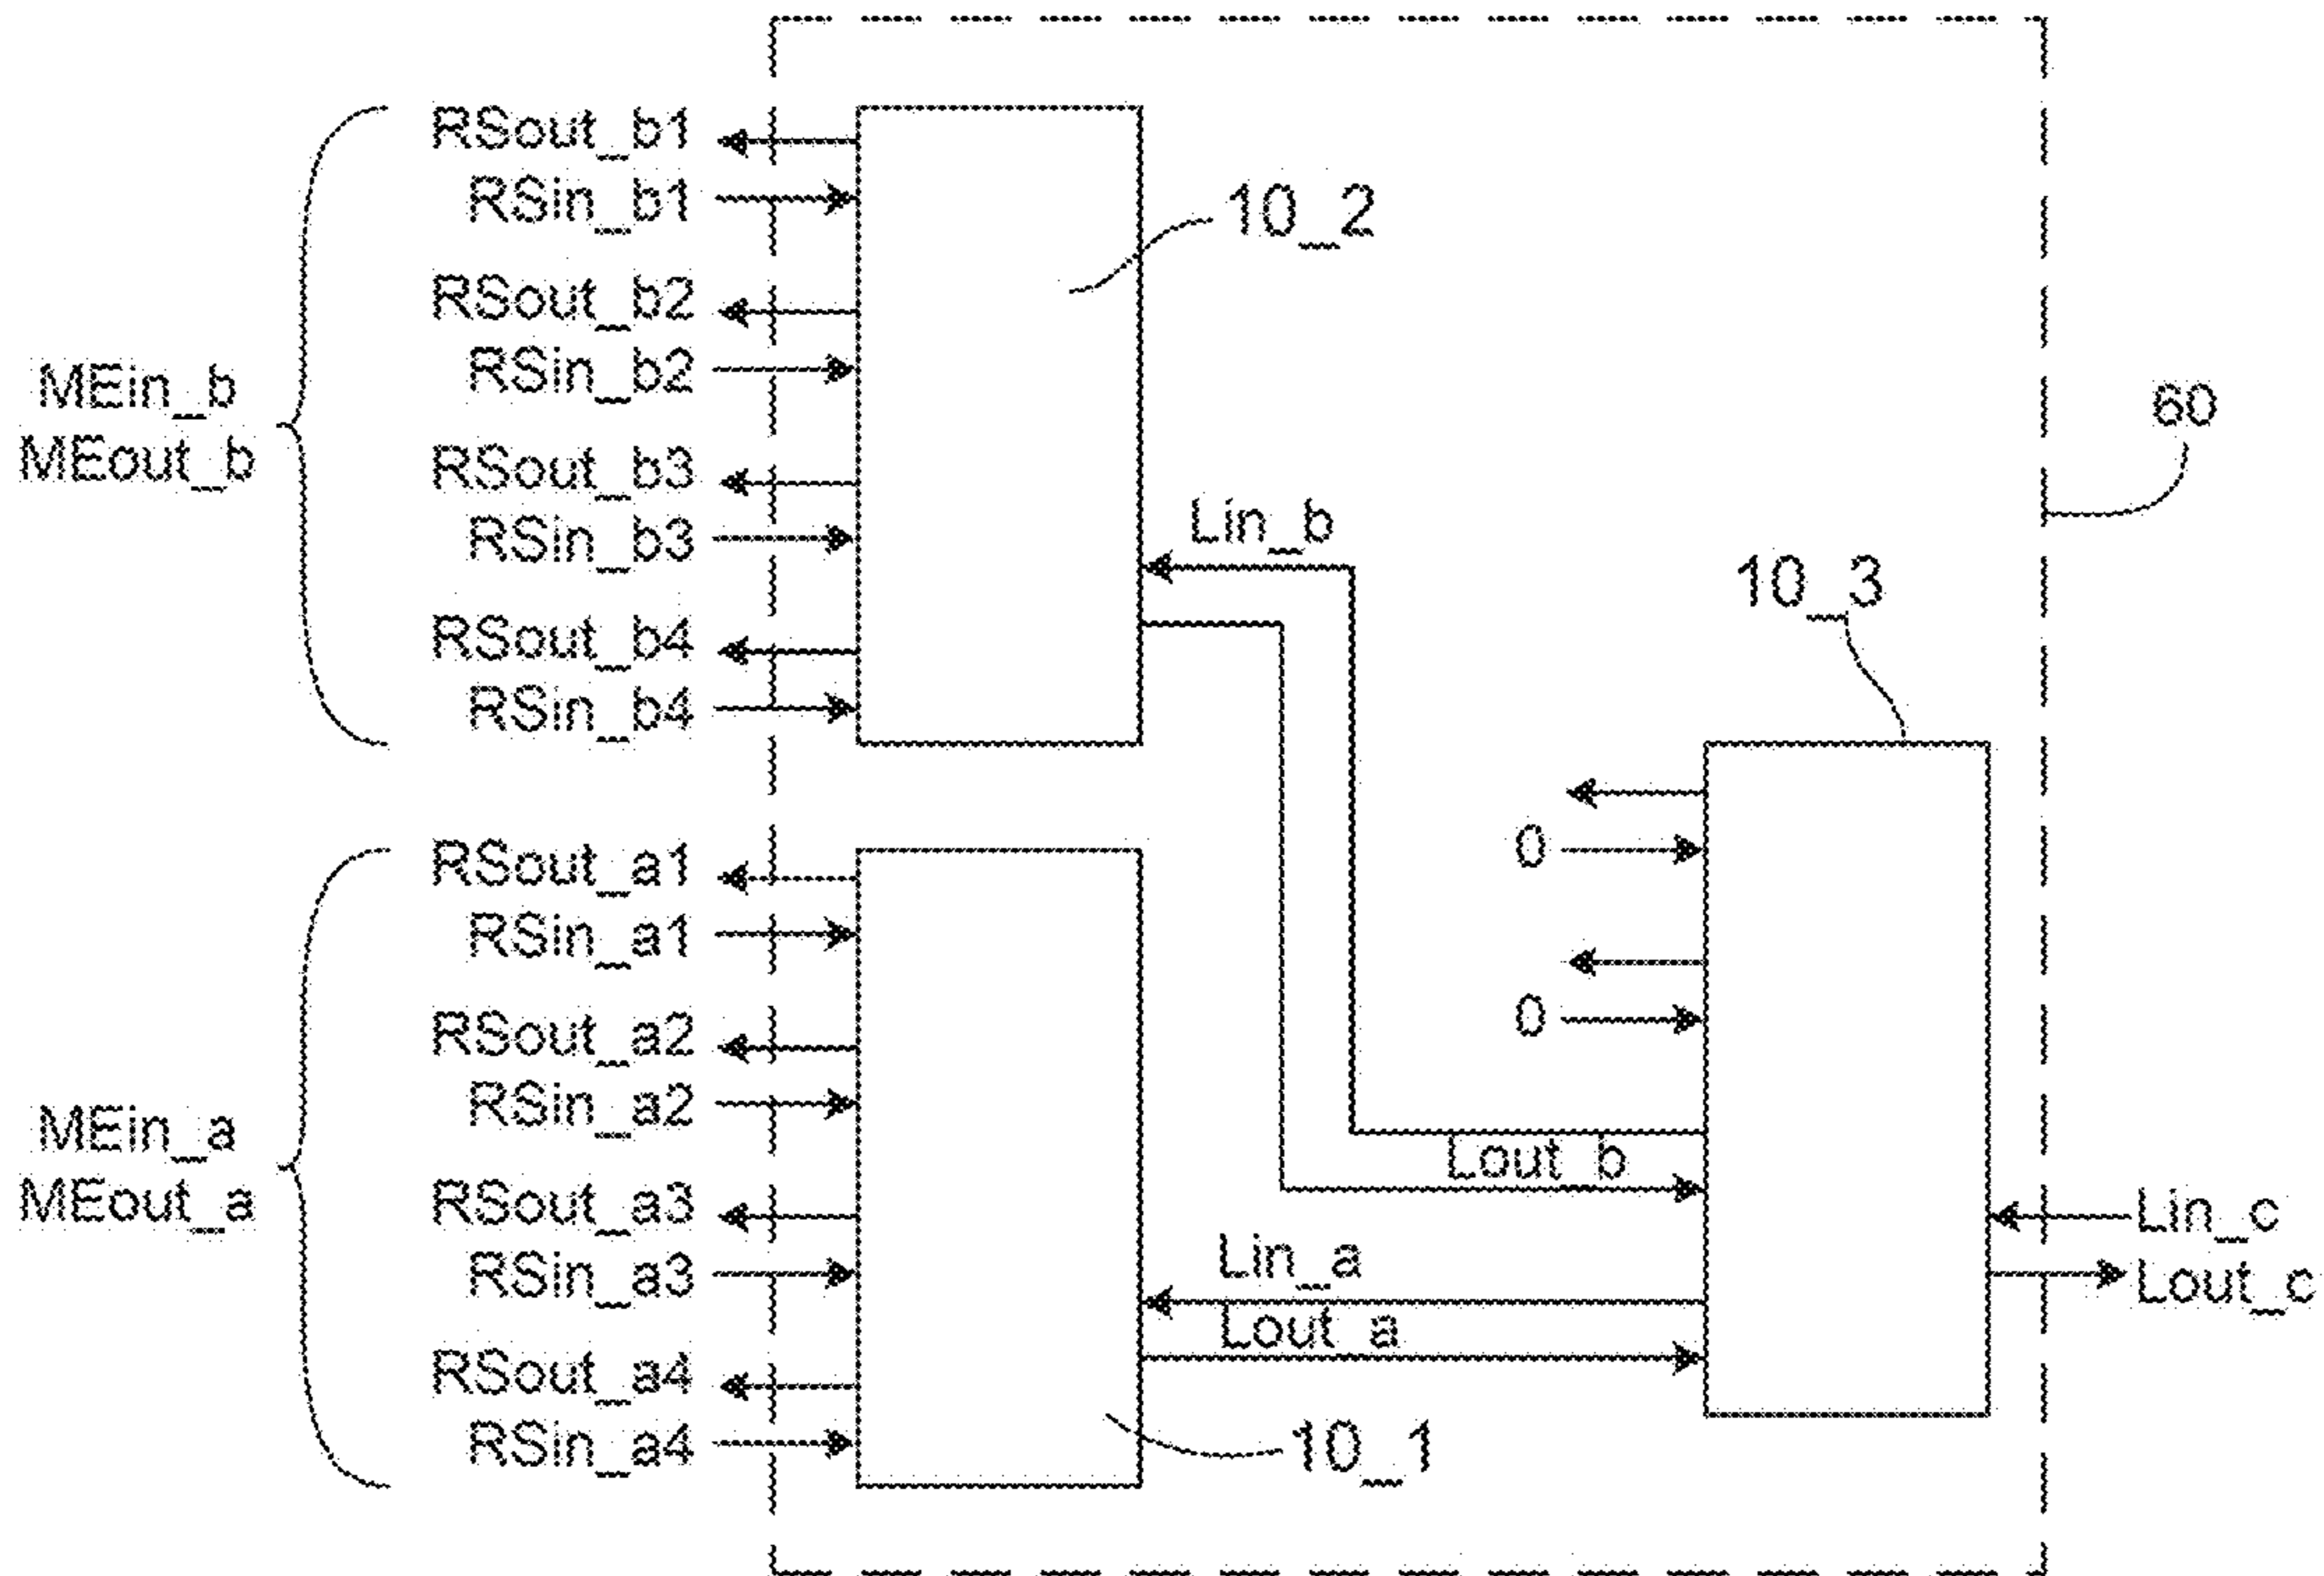 RSout_b1
RSin_b1
10_2
RSout_b2
RSin_b2
MEin_b
MEout_b
60
RSout_b3
RSin_b3
Lin_b
10_3
RSout_b4
RSin_b4
RSout_a1
0
RSin_a1
RSout_a2
0
RSin_a2
MEin_a
MEout_a
Lout_b
RSout_a3
RSin_a3
Lin_c
Lout_c
Lin_a
Lout_a
RSout_a4
RSin_a4
10_1